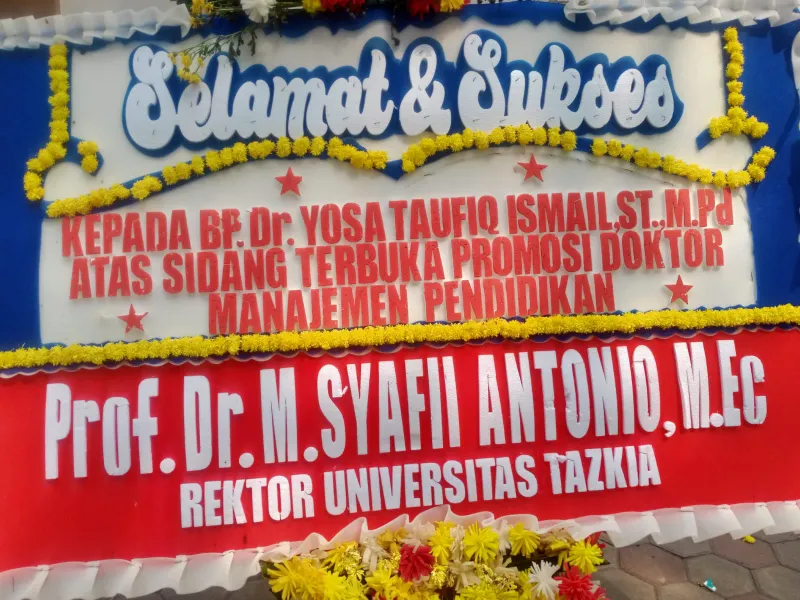 Selamat & Sukses
KEPADA BP. Dr. YOSA TAUFIQ ISMAIL,ST.,M.Pd
ATAS SIDANG TERBUKA PROMOSI DOKTOR
MANAJEMEN PENDIDIKAN
Prof. Dr. M. SYAFII ANTONIO, M.Ec
REKTOR UNIVERSITAS TAZKIA